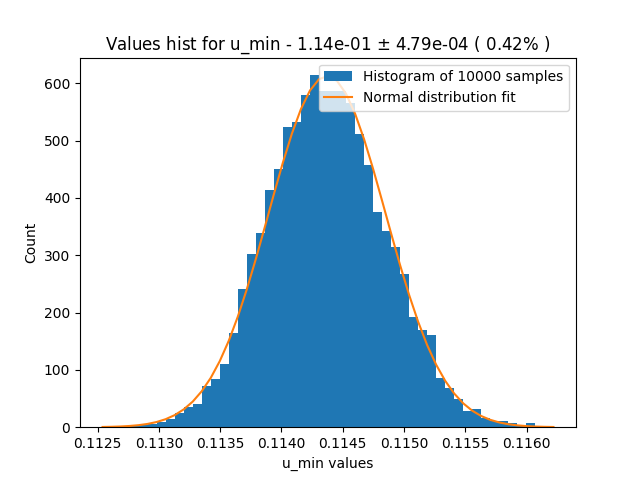 Values hist for u_min - 1.14e-01 ± 4.79e-04 ( 0.42% )
Histogram of 10000 samples
Normal distribution fit
600
500
400
300
200
100
0
Count
0.1125 0.1130 0.1135 0.1140 0.1145 0.1150 0.1155 0.1160
u_min values